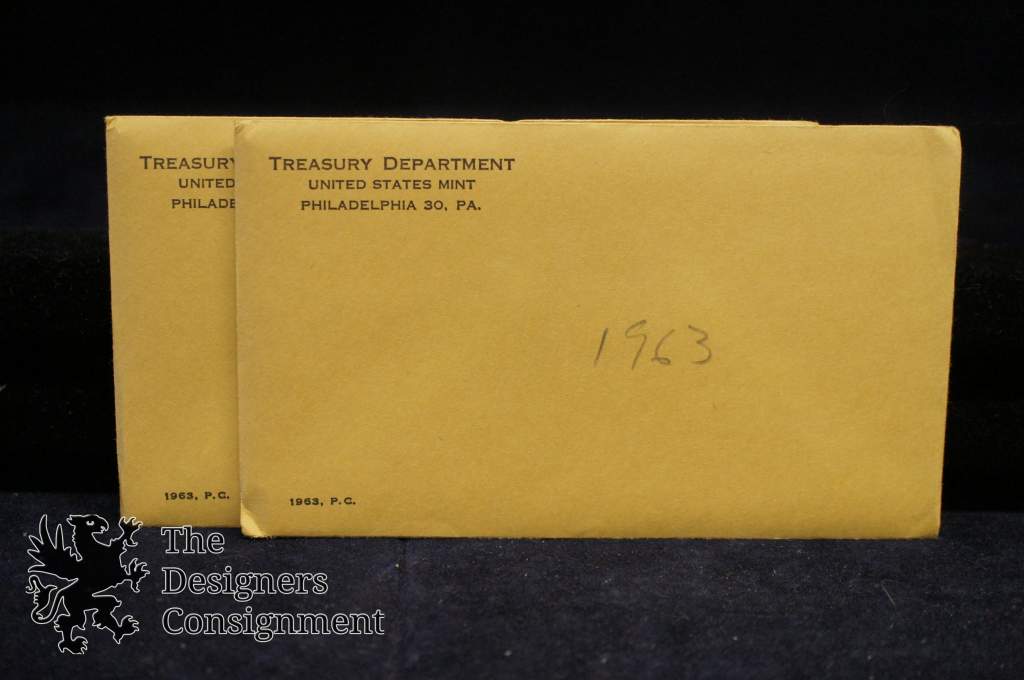 TREASURY
UNITED
PHILADE
1963, P.C.
TREASURY DEPARTMENT
UNITED STATES MINT
PHILADELPHIA 30, PA.
1963
1963, P.C.
The
Designers
Consignment